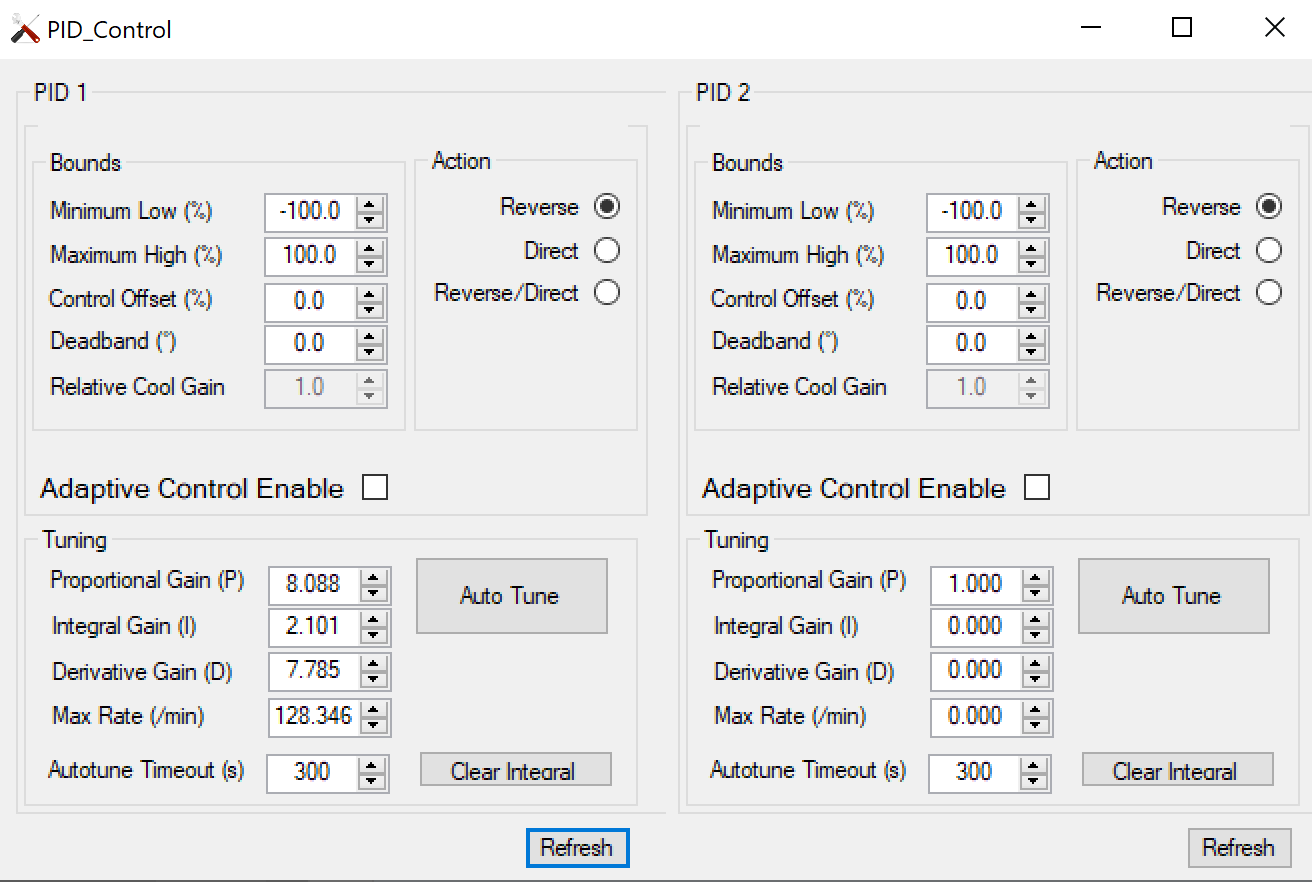 PID_Control
PID 1
Bounds
Minimum Low (%) -100.0
Maximum High (%) 100.0
Control Offset (%) 0.0
Deadband (°) 0.0
Relative Cool Gain 1.0
Action
Reverse
Direct
Reverse/Direct
Adaptive Control Enable
Tuning
Proportional Gain (P) 8.088
Integral Gain (I) 2.101
Derivative Gain (D) 7.785
Max Rate (/min) 128.346
Autotune Timeout (s) 300
Auto Tune
Clear Integral
Refresh
PID 2
Bounds
Minimum Low (%) -100.0
Maximum High (%) 100.0
Control Offset (%) 0.0
Deadband (°) 0.0
Relative Cool Gain 1.0
Action
Reverse
Direct
Reverse/Direct
Adaptive Control Enable
Tuning
Proportional Gain (P) 1.000
Integral Gain (I) 0.000
Derivative Gain (D) 0.000
Max Rate (/min) 0.000
Autotune Timeout (s) 300
Auto Tune
Clear Integral
Refresh